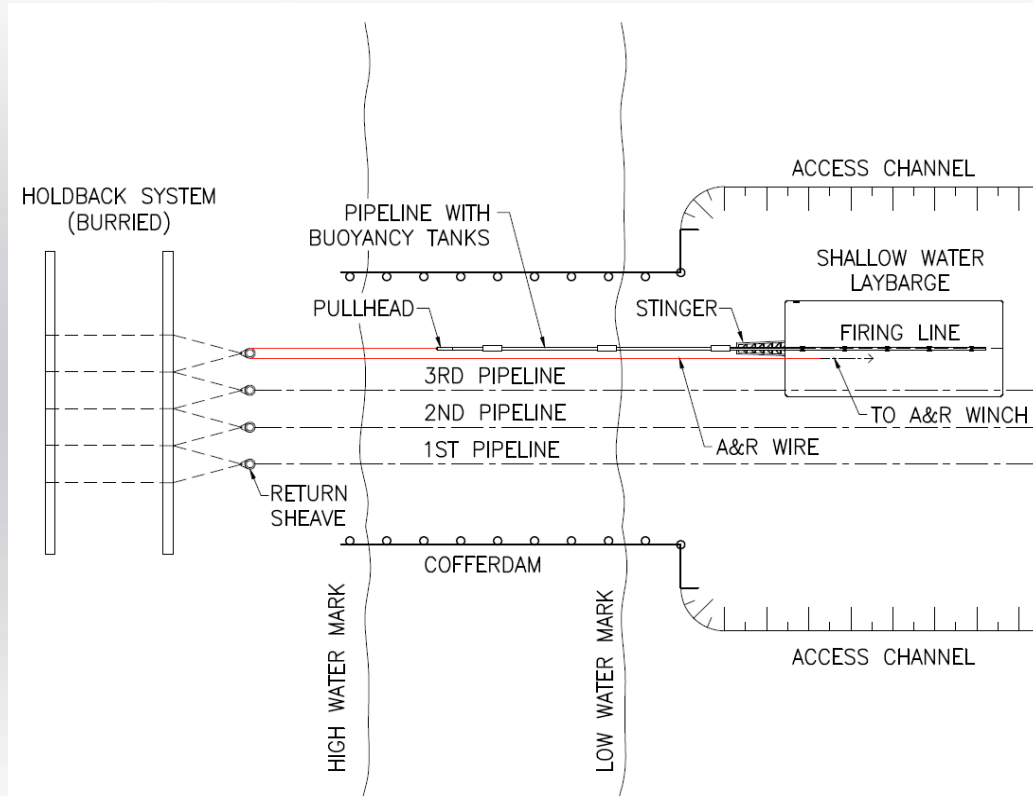 ACCESS CHANNEL
HOLDBACK SYSTEM
(BURRIED)
PIPELINE WITH
BUOYANCY TANKS
SHALLOW WATER
LAYBARGE
PULLHEAD
STINGER
FIRING LINE
3RD PIPELINE
2ND PIPELINE
TO A&R WINCH
1ST PIPELINE
A&R WIRE
RETURN
SHEAVE
COFFERDAM
HIGH WATER MARK
LOW WATER MARK
ACCESS CHANNEL